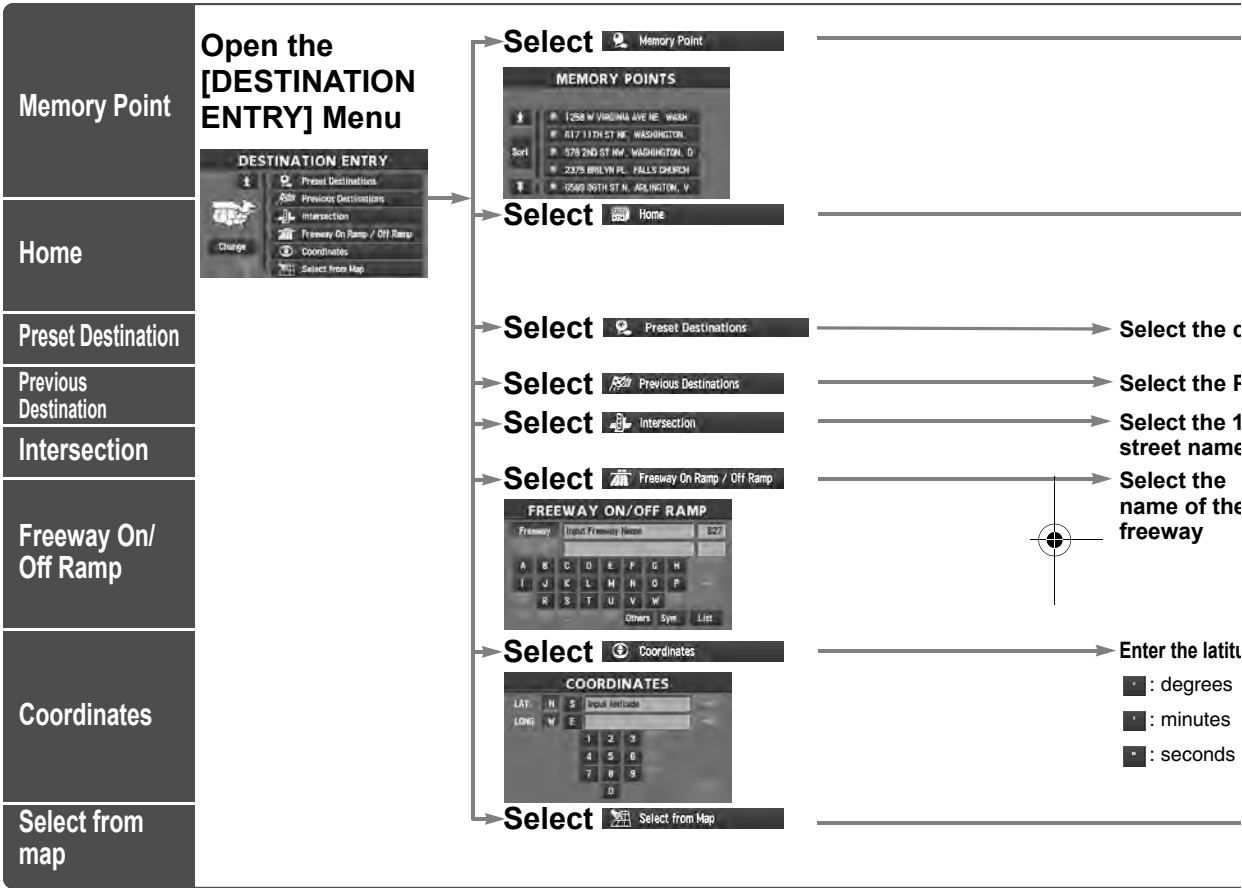 Memory Point
Home
Preset Destination
Previous
Destination
Intersection
Freeway On/
Off Ramp
Coordinates
Select from
map
Open the
[DESTINATION
ENTRY] Menu
DESTINATION ENTRY
Preset Destinations
Previous Destinations
Intersection
Freeway On Ramp / Off Ramp
Change
Coordinates
Select from Map
Select Memory Point
MEMORY POINTS
1258 W VIRGINIA AVE NE, WASH
617 11TH ST NE, WASHINGTON,
Sort
578 2ND ST NW, WASHINGTON, D
2375 BRILYN PL, FALLS CHURCH
6589 36TH ST N, ARLINGTON, V
Select Home
Select Preset Destinations
Select the d
Select Previous Destinations
Select the P
Select Intersection
Select the 1
street name
Select Freeway On Ramp / Off Ramp
Select the
name of the
freeway
FREEWAY ON/OFF RAMP
Freeway Input Freeway Name 827
A B C D E F G H
I J K L M N O P
R S T U V W
Others Sym. List
Select Coordinates
Enter the latitu
° : degrees
' : minutes
" : seconds
COORDINATES
LAT. N S Input latitude
LONG W E
1 2 3
4 5 6
7 8 9
0
Select Select from Map